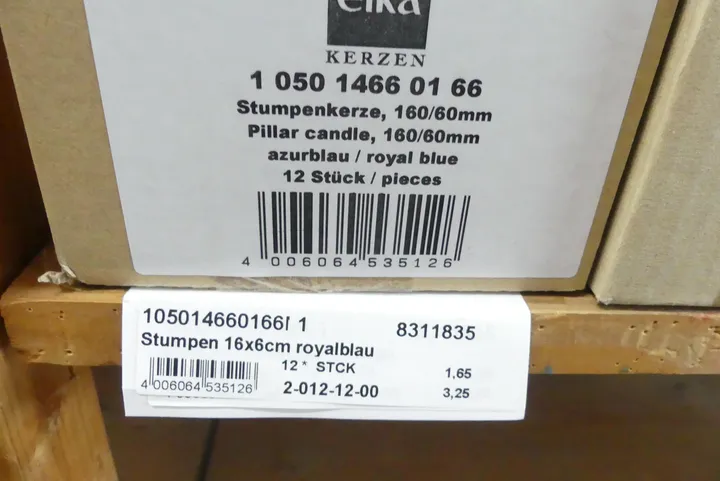 eika
KERZEN
1 050 1466 01 66
Stumpenkerze, 160/60mm
Pillar candle, 160/60mm
azurblau / royal blue
12 Stück / pieces
4 006064 535126
105014660166 1 8311835
Stumpen 16x6cm royalblau
12 * STCK 1,65
4 006064 535126 2-012-12-00 3,25